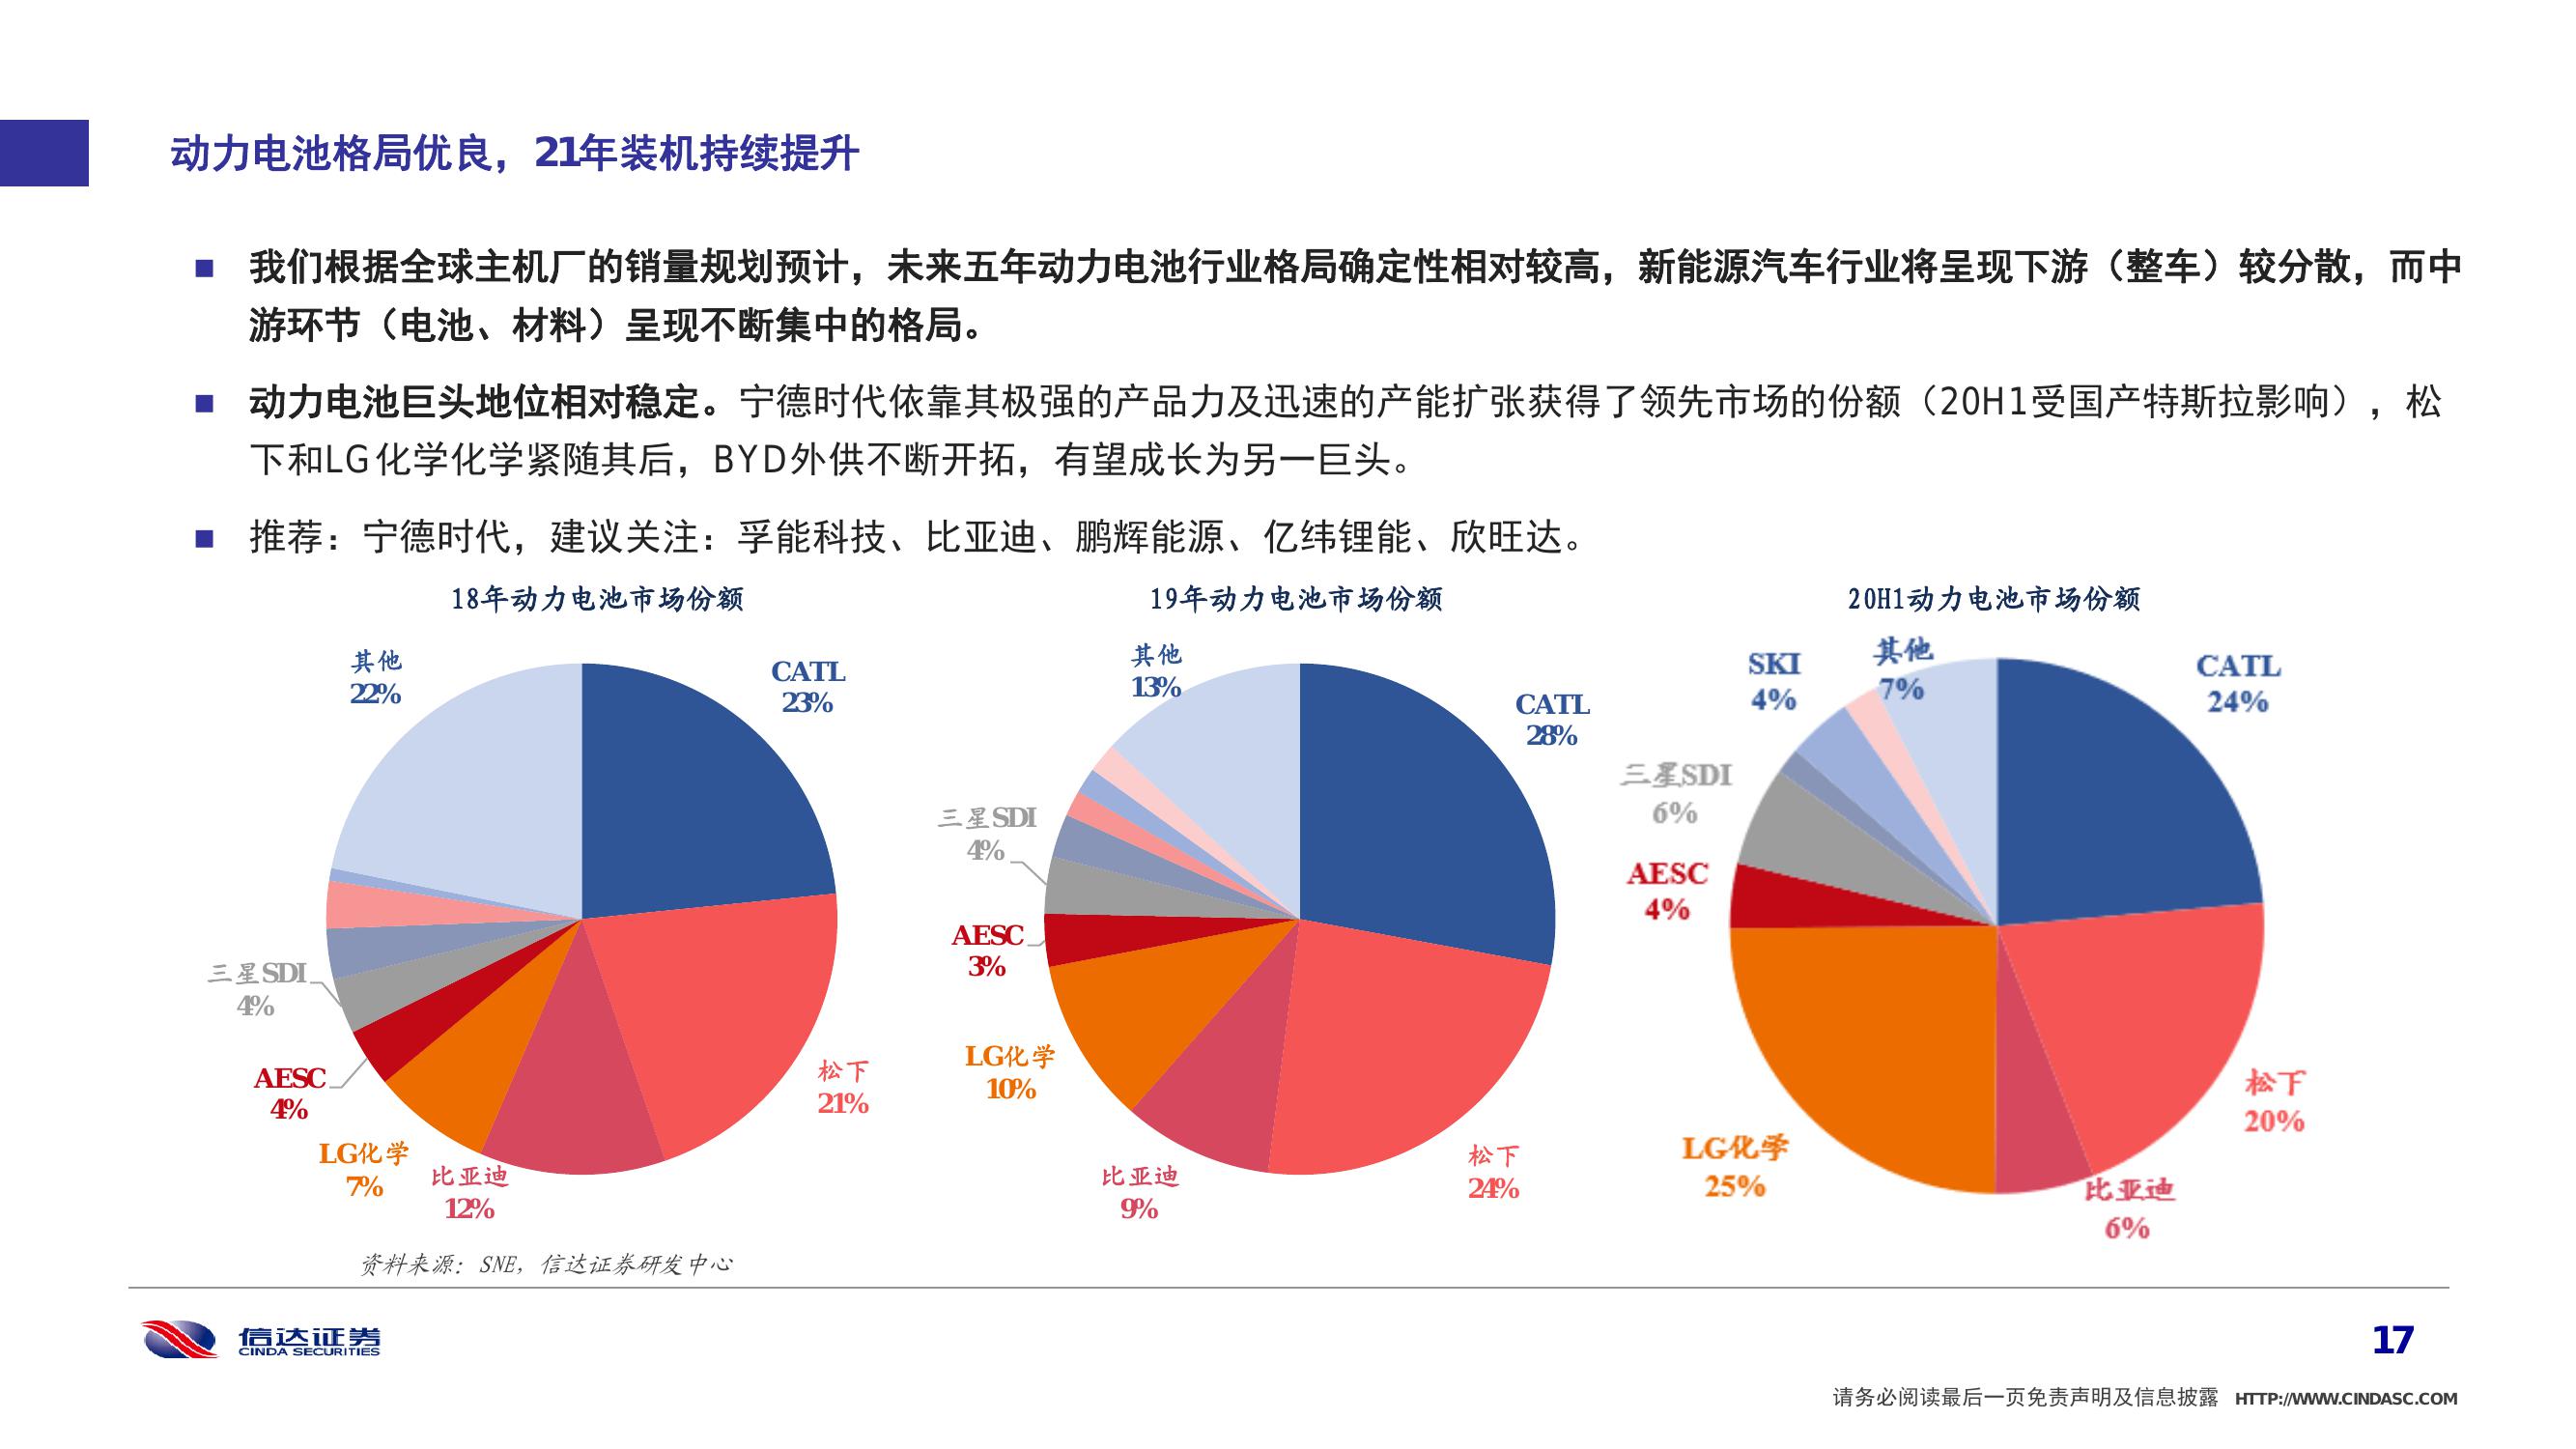 动力电池格局优良，21年装机持续提升
■ 我们根据全球主机厂的销量规划预计，未来五年动力电池行业格局确定性相对较高，新能源汽车行业将呈现下游（整车）较分散，而中
游环节（电池、材料）呈现不断集中的格局。
■ 动力电池巨头地位相对稳定。宁德时代依靠其极强的产品力及迅速的产能扩张获得了领先市场的份额（20H1受国产特斯拉影响），松
下和LG化学化学紧随其后，BYD外供不断开拓，有望成长为另一巨头。
■ 推荐：宁德时代，建议关注：孚能科技、比亚迪、鹏辉能源、亿纬锂能、欣旺达。
18年动力电池市场份额
其他
22%
CATL
23%
三星SDI
4%
AESC
4%
LG化学
7%
比亚迪
12%
松下
21%
19年动力电池市场份额
其他
13%
CATL
28%
三星SDI
4%
AESC
3%
LG化学
10%
比亚迪
9%
松下
24%
20H1动力电池市场份额
SKI
4%
其他
7%
CATL
24%
三星SDI
6%
AESC
4%
LG化学
25%
比亚迪
6%
松下
20%
资料来源：SNE，信达证券研发中心
信达证券
CINDA SECURITIES
17
请务必阅读最后一页免责声明及信息披露 HTTP://WWW.CINDASC.COM